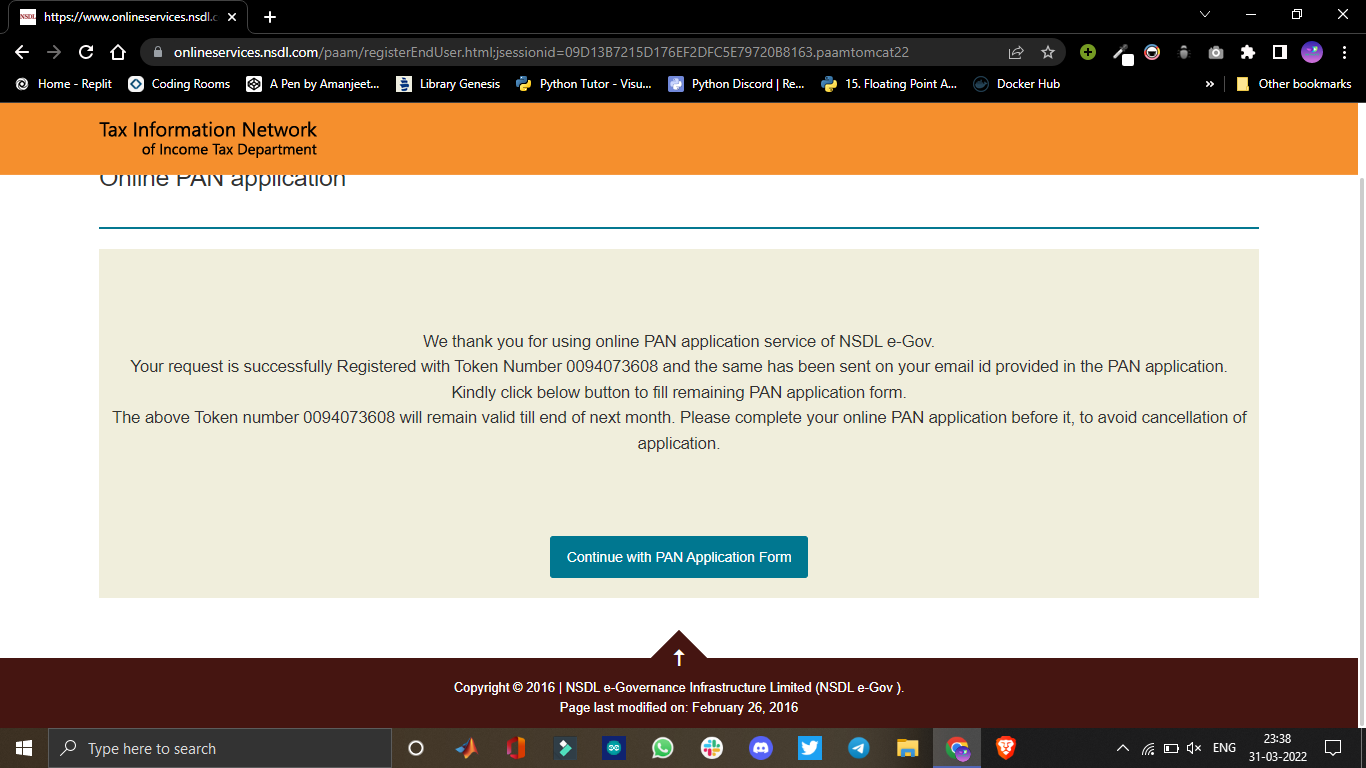 NSDL https://www.onlineservices.nsdl.c
onlineservices.nsdl.com/paam/registerEndUser.html;jsessionid=09D13B7215D176EF2DFC5E79720B8163.paamtomcat22
Home - Replit Coding Rooms A Pen by Amanjeet... Library Genesis Python Tutor - Visu... Python Discord | Re... 15. Floating Point A... Docker Hub » Other bookmarks
Tax Information Network
of Income Tax Department
Online PAN application
We thank you for using online PAN application service of NSDL e-Gov.
Your request is successfully Registered with Token Number 0094073608 and the same has been sent on your email id provided in the PAN application.
Kindly click below button to fill remaining PAN application form.
The above Token number 0094073608 will remain valid till end of next month. Please complete your online PAN application before it, to avoid cancellation of
application.
Continue with PAN Application Form
Copyright © 2016 | NSDL e-Governance Infrastructure Limited (NSDL e-Gov ).
Page last modified on: February 26, 2016
Type here to search
ENG
23:38
31-03-2022